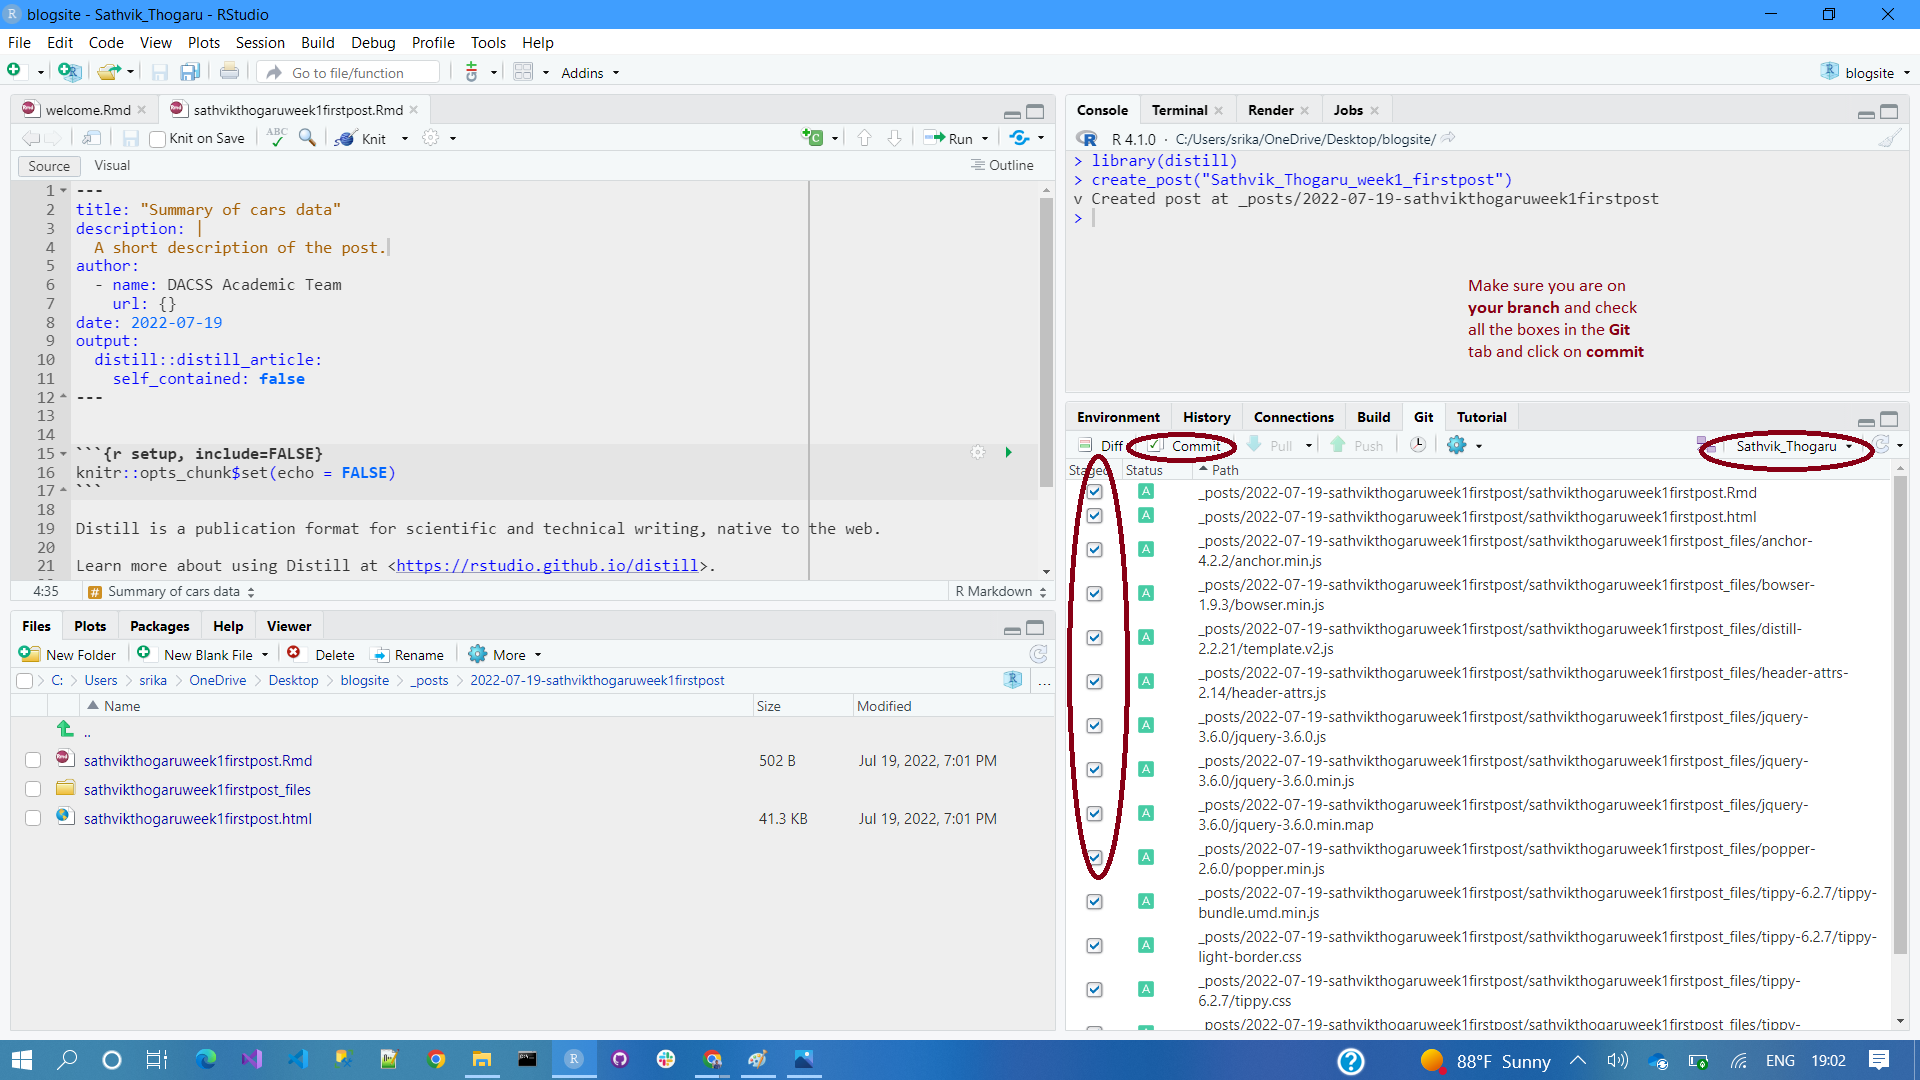 blogsite - Sathvik_Thogaru - RStudio
File Edit Code View Plots Session Build Debug Profile Tools Help
Go to file/function Addins blogsite
welcome.Rmd sathvikthogaruweek1firstpost.Rmd
Knit on Save ABC Knit Run
Source Visual Outline
1 ---
2 title: "Summary of cars data"
3 description: |
4 A short description of the post.
5 author:
6 - name: DACSS Academic Team
7 url: {}
8 date: 2022-07-19
9 output:
10 distill::distill_article:
11 self_contained: false
12 ---
13
14
15 ```{r setup, include=FALSE}
16 knitr::opts_chunk$set(echo = FALSE)
17 ```
18
19 Distill is a publication format for scientific and technical writing, native to the web.
20
21 Learn more about using Distill at <https://rstudio.github.io/distill>.
4:35 # Summary of cars data R Markdown
Files Plots Packages Help Viewer
New Folder New Blank File Delete Rename More
C: > Users > srika > OneDrive > Desktop > blogsite > _posts > 2022-07-19-sathvikthogaruweek1firstpost ...
Name Size Modified
..
sathvikthogaruweek1firstpost.Rmd 502 B Jul 19, 2022, 7:01 PM
sathvikthogaruweek1firstpost_files
sathvikthogaruweek1firstpost.html 41.3 KB Jul 19, 2022, 7:01 PM
Console Terminal Render Jobs
R 4.1.0 · C:/Users/srika/OneDrive/Desktop/blogsite/
> library(distill)
> create_post("Sathvik_Thogaru_week1_firstpost")
v Created post at _posts/2022-07-19-sathvikthogaruweek1firstpost
>
Make sure you are on
your branch and check
all the boxes in the Git
tab and click on commit
Environment History Connections Build Git Tutorial
Diff Commit Pull Push Sathvik_Thogaru
Staged Status Path
A _posts/2022-07-19-sathvikthogaruweek1firstpost/sathvikthogaruweek1firstpost.Rmd
A _posts/2022-07-19-sathvikthogaruweek1firstpost/sathvikthogaruweek1firstpost.html
A _posts/2022-07-19-sathvikthogaruweek1firstpost/sathvikthogaruweek1firstpost_files/anchor-
4.2.2/anchor.min.js
A _posts/2022-07-19-sathvikthogaruweek1firstpost/sathvikthogaruweek1firstpost_files/bowser-
1.9.3/bowser.min.js
A _posts/2022-07-19-sathvikthogaruweek1firstpost/sathvikthogaruweek1firstpost_files/distill-
2.2.21/template.v2.js
A _posts/2022-07-19-sathvikthogaruweek1firstpost/sathvikthogaruweek1firstpost_files/header-attrs-
2.14/header-attrs.js
A _posts/2022-07-19-sathvikthogaruweek1firstpost/sathvikthogaruweek1firstpost_files/jquery-
3.6.0/jquery-3.6.0.js
A _posts/2022-07-19-sathvikthogaruweek1firstpost/sathvikthogaruweek1firstpost_files/jquery-
3.6.0/jquery-3.6.0.min.js
A _posts/2022-07-19-sathvikthogaruweek1firstpost/sathvikthogaruweek1firstpost_files/jquery-
3.6.0/jquery-3.6.0.min.map
A _posts/2022-07-19-sathvikthogaruweek1firstpost/sathvikthogaruweek1firstpost_files/popper-
2.6.0/popper.min.js
A _posts/2022-07-19-sathvikthogaruweek1firstpost/sathvikthogaruweek1firstpost_files/tippy-6.2.7/tippy-
bundle.umd.min.js
A _posts/2022-07-19-sathvikthogaruweek1firstpost/sathvikthogaruweek1firstpost_files/tippy-6.2.7/tippy-
light-border.css
A _posts/2022-07-19-sathvikthogaruweek1firstpost/sathvikthogaruweek1firstpost_files/tippy-
6.2.7/tippy.css
_posts/2022-07-19-sathvikthogaruweek1firstpost/sathvikthogaruweek1firstpost_files/tippy-
88°F Sunny ENG 19:02